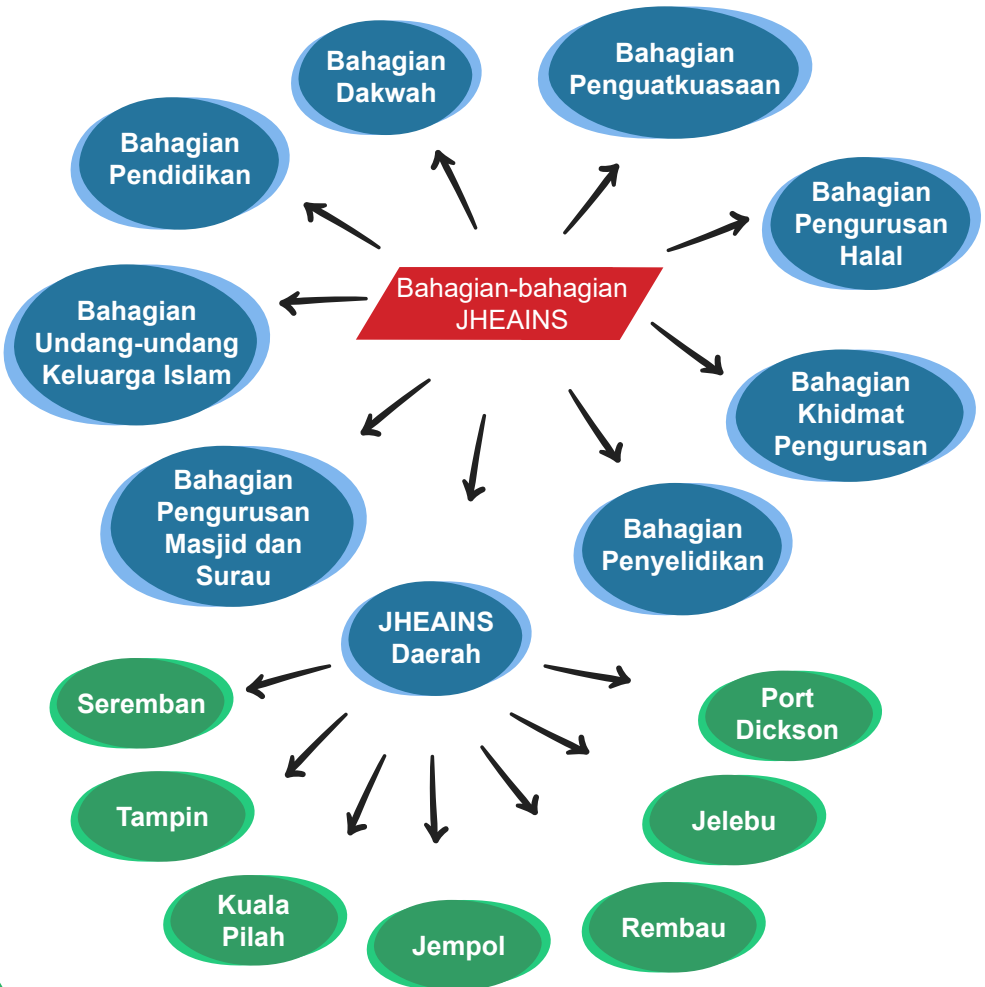 Bahagian
Dakwah
Bahagian
Penguatkuasaan
Bahagian
Pendidikan
Bahagian
Pengurusan
Halal
Bahagian-bahagian
JHEAINS
Bahagian
Undang-undang
Keluarga Islam
Bahagian
Khidmat
Pengurusan
Bahagian
Pengurusan
Masjid dan
Surau
Bahagian
Penyelidikan
JHEAINS
Daerah
Seremban
Port
Dickson
Tampin
Jelebu
Kuala
Pilah
Jempol
Rembau